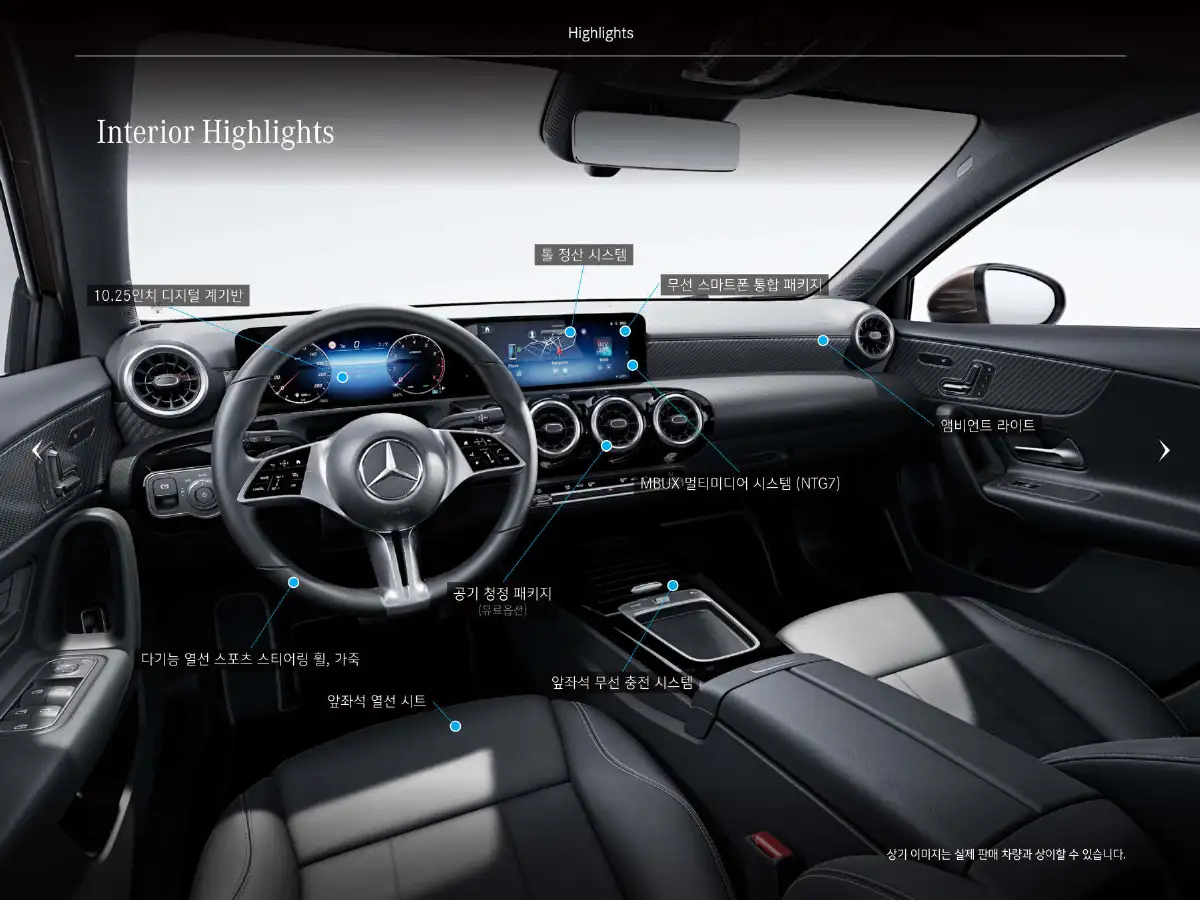 Highlights
Interior Highlights
톨 정산 시스템
무선 스마트폰 통합 패키지
10.25인치 디지털 계기반
앰비언트 라이트
MBUX 멀티미디어 시스템 (NTG7)
공기 청정 패키지
(유료옵션)
다기능 열선 스포츠 스티어링 휠, 가죽
앞좌석 무선 충전 시스템
앞좌석 열선 시트
상기 이미지는 실제 판매 차량과 상이할 수 있습니다.